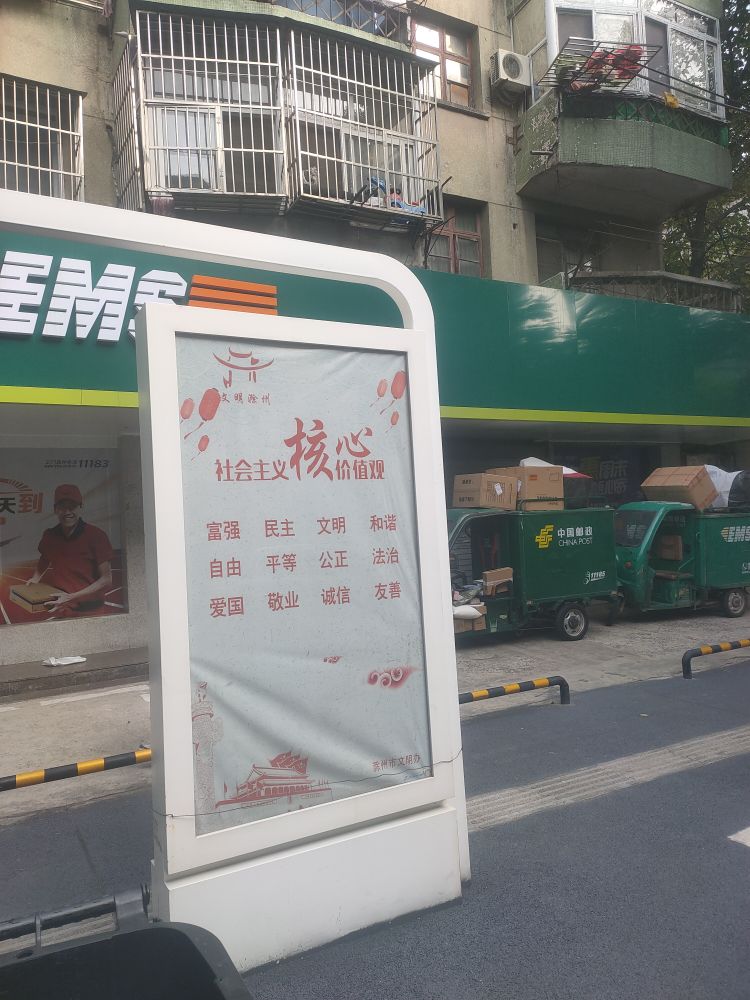 EMS
文明滁州
社会主义核心价值观
富强 民主 文明 和谐
自由 平等 公正 法治
爱国 敬业 诚信 友善
滁州市文明办
11183
天到
中国邮政
CHINA POST
11185
EMS